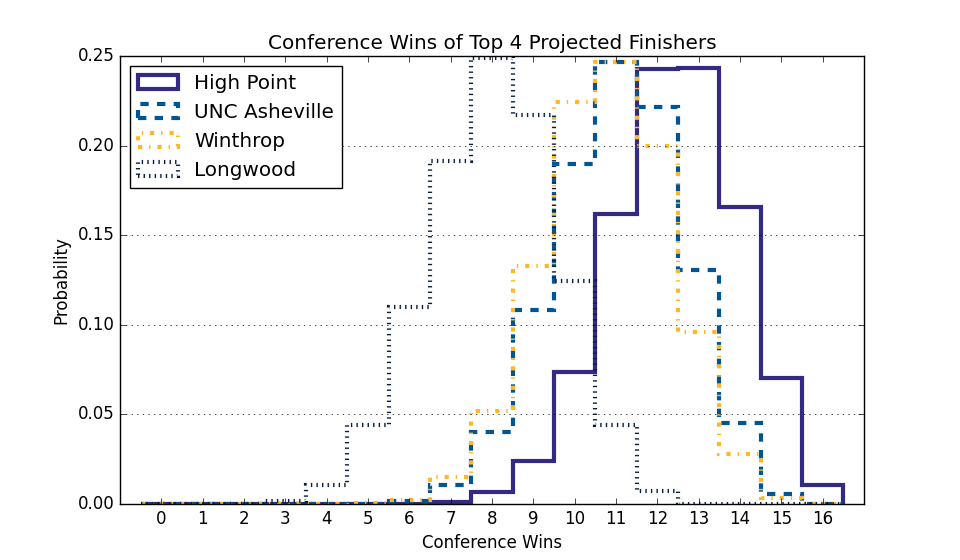 Conference Wins of Top 4 Projected Finishers
0.25
0.20
0.15
0.10
0.05
0.00
Probability
High Point
UNC Asheville
Winthrop
Longwood
0 1 2 3 4 5 6 7 8 9 10 11 12 13 14 15 16
Conference Wins